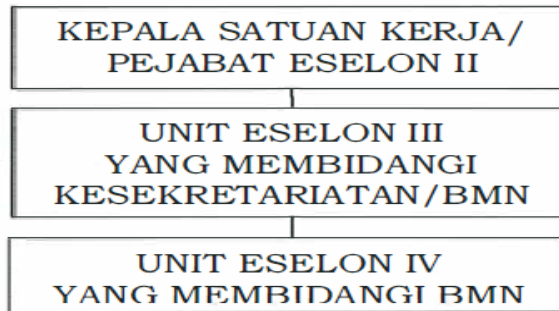 KEPALA SATUAN KERJA/
PEJABAT ESELON II
UNIT ESELON III
YANG MEMBIDANGI
KESEKRETARIATAN/BMN
UNIT ESELON IV
YANG MEMBIDANGI BMN